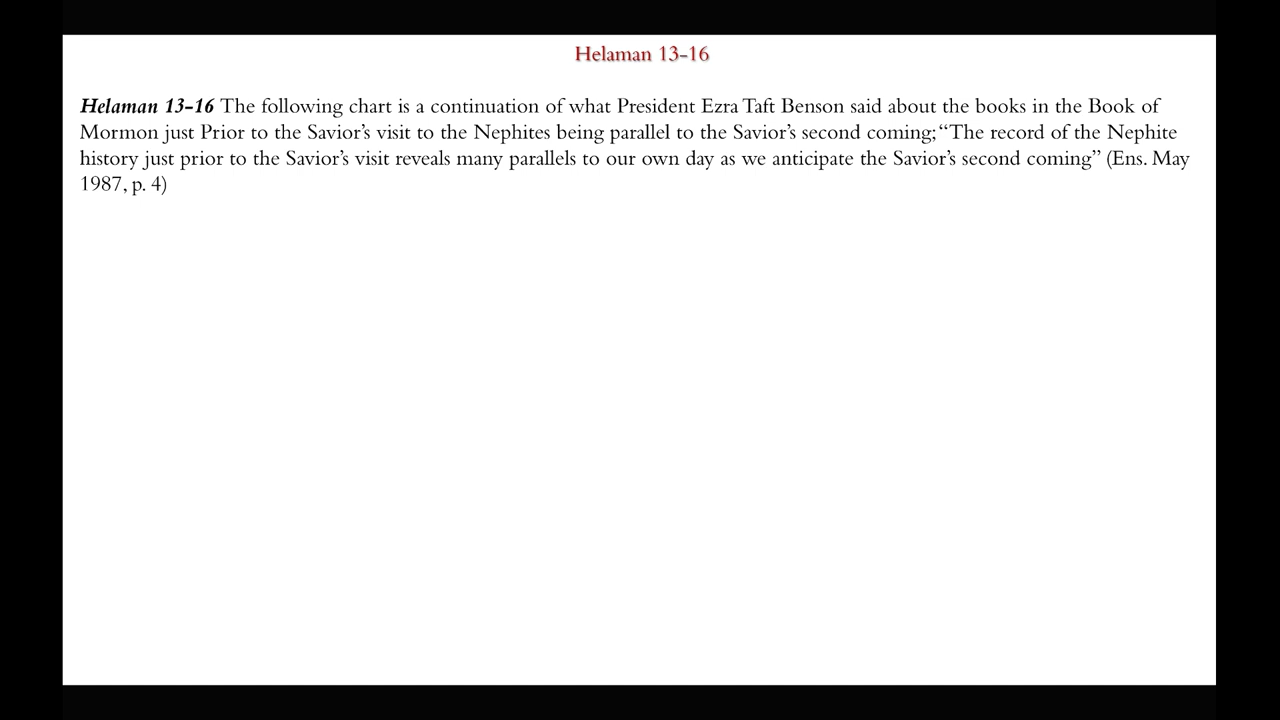 Helaman 13-16
Helaman 13-16 The following chart is a continuation of what President Ezra Taft Benson said about the books in the Book of
Mormon just Prior to the Savior’s visit to the Nephites being parallel to the Savior’s second coming; “The record of the Nephite
history just prior to the Savior’s visit reveals many parallels to our own day as we anticipate the Savior’s second coming” (Ens. May
1987, p. 4)